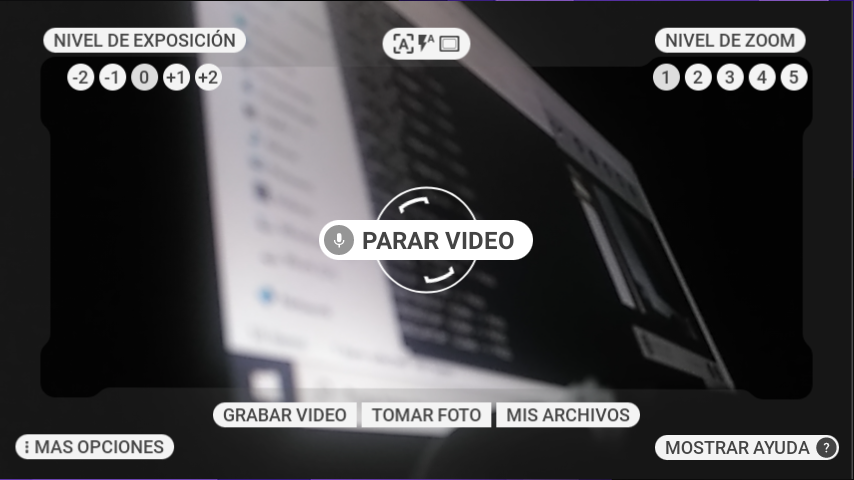 NIVEL DE EXPOSICIÓN
-2 -1 0 +1 +2
A A
NIVEL DE ZOOM
1 2 3 4 5
PARAR VIDEO
GRABAR VIDEO TOMAR FOTO MIS ARCHIVOS
MAS OPCIONES
MOSTRAR AYUDA ?